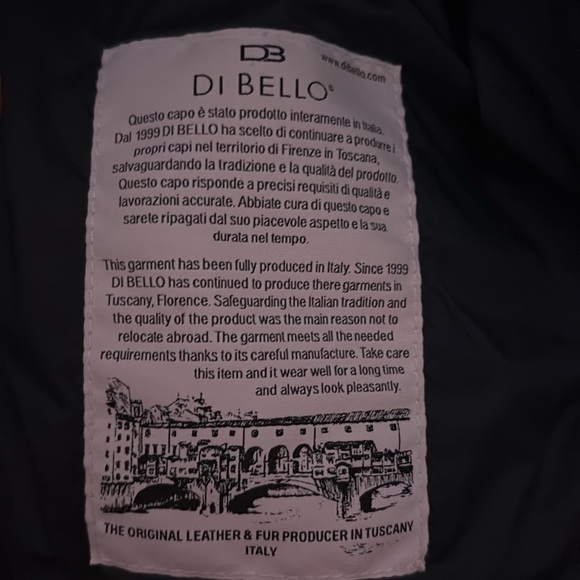 DB
www.dibello.com
DI BELLO®
Questo capo è stato prodotto interamente in Italia.
Dal 1999 DI BELLO ha scelto di continuare a produrre i
propri capi nel territorio di Firenze in Toscana,
salvaguardando la tradizione e la qualità del prodotto.
Questo capo risponde a precisi requisiti di qualità e
lavorazioni accurate. Abbiate cura di questo capo e
sarete ripagati dal suo piacevole aspetto e la sua
durata nel tempo.
This garment has been fully produced in Italy. Since 1999
DI BELLO has continued to produce there garments in
Tuscany, Florence. Safeguarding the Italian tradition and
the quality of the product was the main reason not to
relocate abroad. The garment meets all the needed
requirements thanks to its careful manufacture. Take care
this item and it wear well for a long time
and always look pleasantly.
THE ORIGINAL LEATHER & FUR PRODUCER IN TUSCANY
ITALY